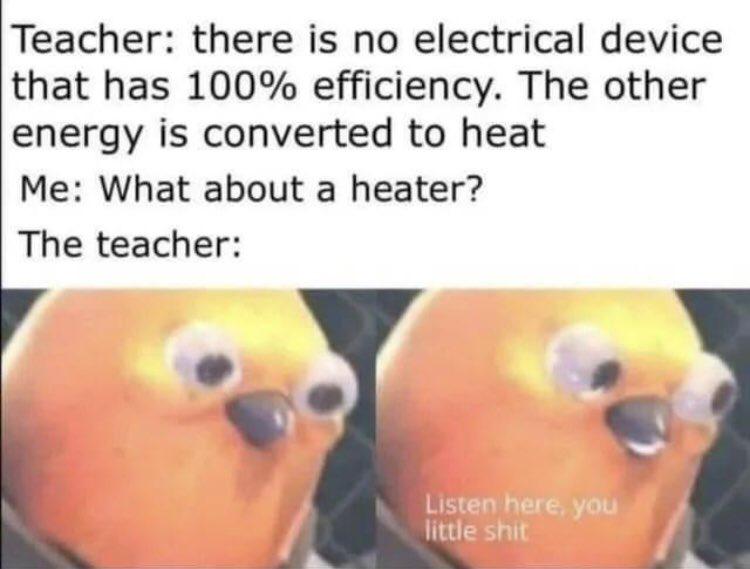 Teacher: there is no electrical device
that has 100% efficiency. The other
energy is converted to heat
Me: What about a heater?
The teacher:
Listen here, you
little shit